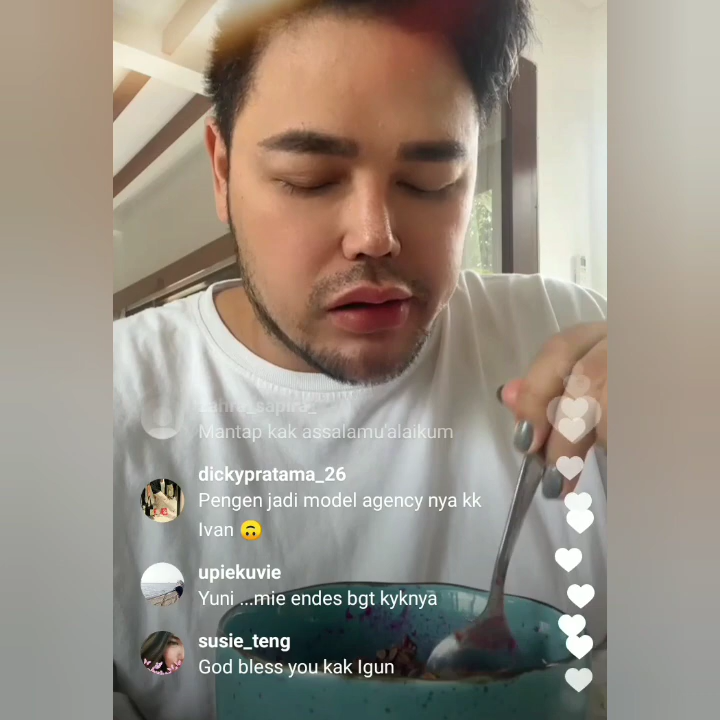 zahra_sapira_
Mantap kak assalamu'alaikum
dickypratama_26
Pengen jadi model agency nya kk
Ivan 🙃
upiekuvie
Yuni ...mie endes bgt kyknya
susie_teng
God bless you kak Igun